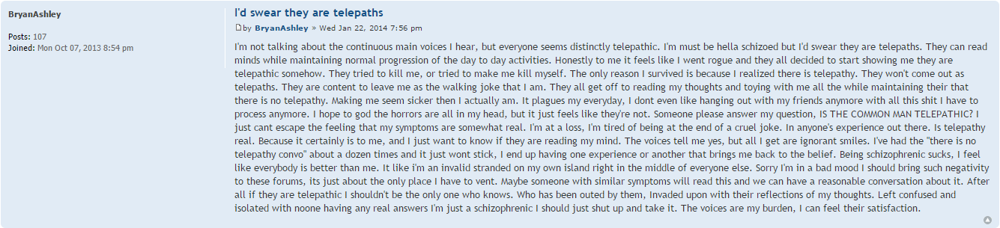 BryanAshley
Posts: 107
Joined: Mon Oct 07, 2013 8:54 pm
I'd swear they are telepaths
by BryanAshley » Wed Jan 22, 2014 7:56 pm
I'm not talking about the continuous main voices I hear, but everyone seems distinctly telepathic. I'm must be hella schizoed but I'd swear they are telepaths. They can read
minds while maintaining normal progression of the day to day activities. Honestly to me it feels like I went rogue and they all decided to start showing me they are
telepathic somehow. They tried to kill me, or tried to make me kill myself. The only reason I survived is because I realized there is telepathy. They won't come out as
telepaths. They are content to leave me as the walking joke that I am. They all get off to reading my thoughts and toying with me all the while maintaining their that
there is no telepathy. Making me seem sicker then I actually am. It plagues my everyday, I dont even like hanging out with my friends anymore with all this shit I have to
process anymore. I hope to god the horrors are all in my head, but it just feels like they're not. Someone please answer my question, IS THE COMMON MAN TELEPATHIC? I
just cant escape the feeling that my symptoms are somewhat real. I'm at a loss, I'm tired of being at the end of a cruel joke. In anyone's experience out there. Is telepathy
real. Because it certainly is to me, and I just want to know if they are reading my mind. The voices tell me yes, but all I get are ignorant smiles. I've had the "there is no
telepathy convo" about a dozen times and it just wont stick, I end up having one experience or another that brings me back to the belief. Being schizophrenic sucks, I feel
like everybody is better than me. It like i'm an invalid stranded on my own island right in the middle of everyone else. Sorry I'm in a bad mood I should bring such negativity
to these forums, its just about the only place I have to vent. Maybe someone with similar symptoms will read this and we can have a reasonable conversation about it. After
all if they are telepathic I shouldn't be the only one who knows. Who has been outed by them, Invaded upon with their reflections of my thoughts. Left confused and
isolated with noone having any real answers I'm just a schizophrenic I should just shut up and take it. The voices are my burden, I can feel their satisfaction.